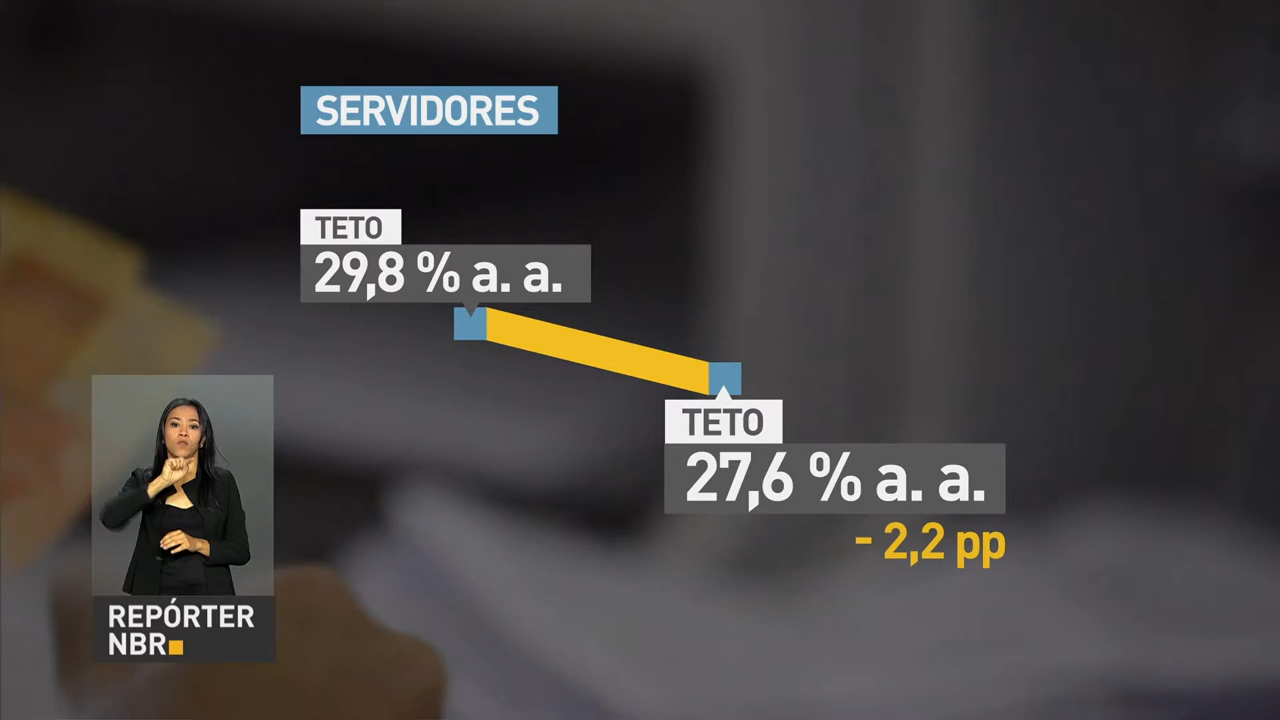 SERVIDORES
TETO
29,8 % a. a.
TETO
27,6 % a. a.
- 2,2 pp
REPÓRTER
NBR